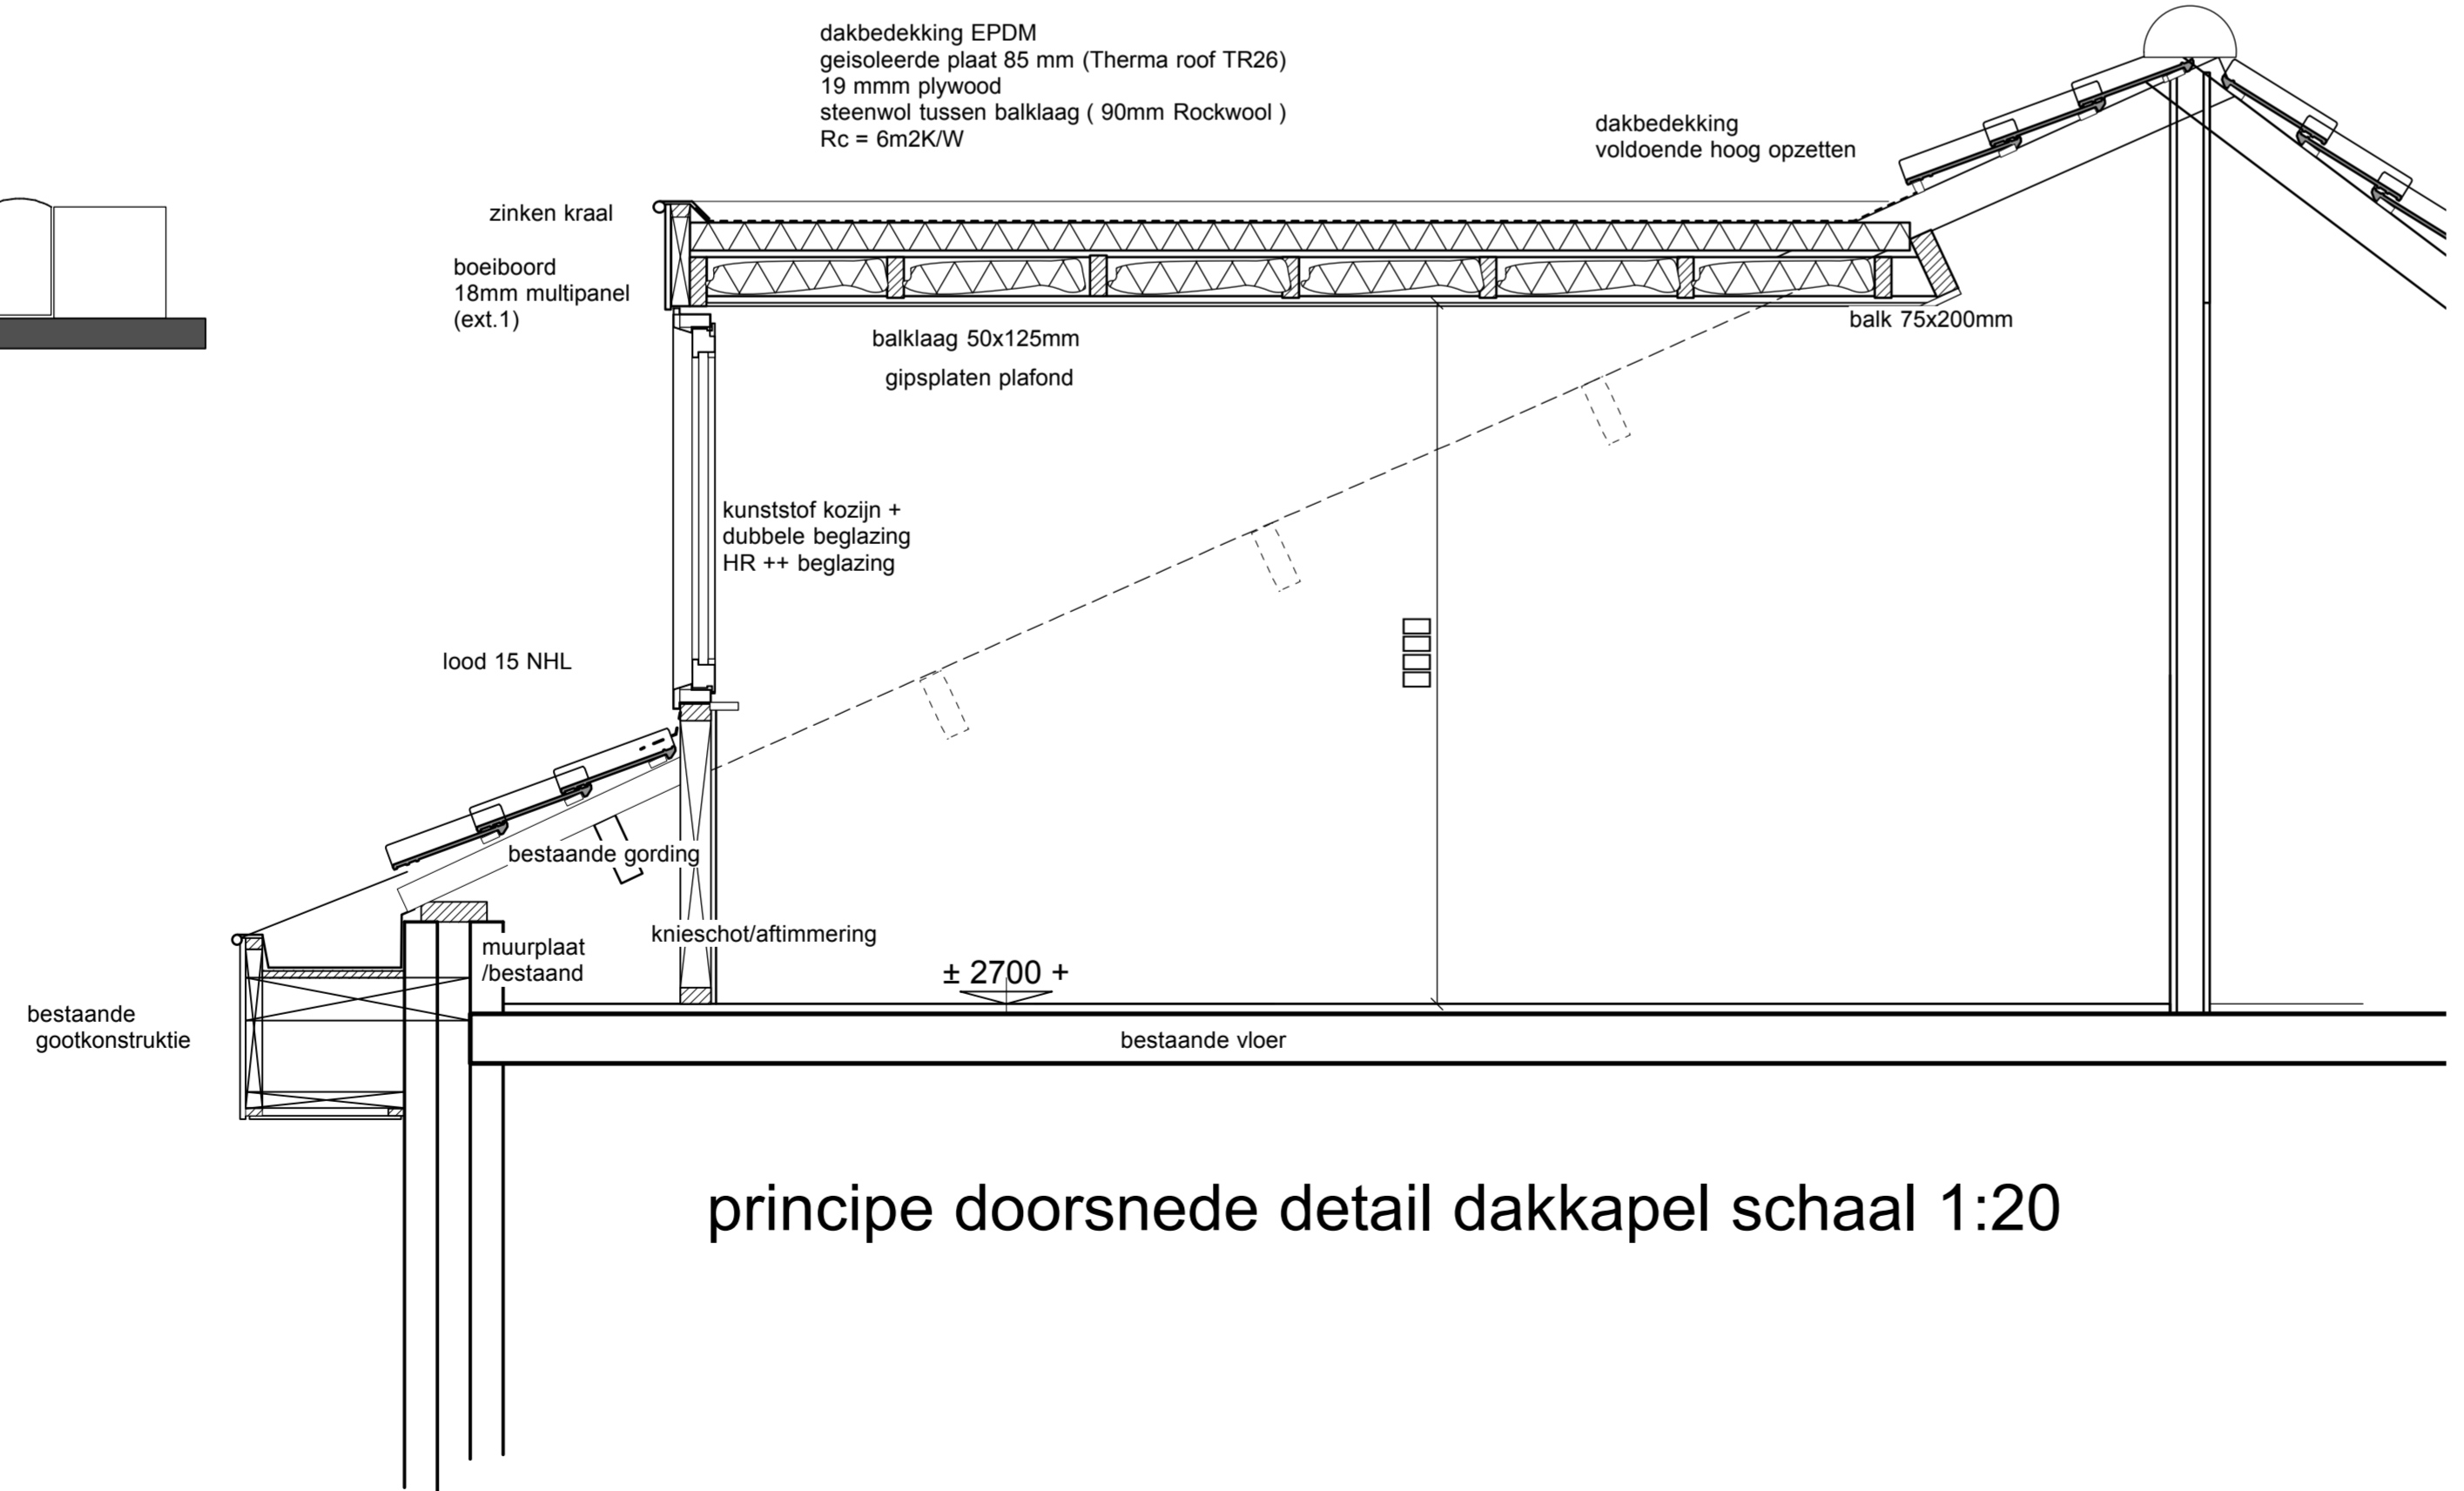 dakbedekking EPDM
geisoleerde plaat 85 mm (Therma roof TR26)
19 mmm plywood
steenwol tussen balklaag ( 90mm Rockwool )
Rc = 6m2K/W
dakbedekking
voldoende hoog opzetten
zinken kraal
boeiboord
18mm multipanel
(ext.1)
balklaag 50x125mm
gipsplaten plafond
balk 75x200mm
kunststof kozijn +
dubbele beglazing
HR ++ beglazing
lood 15 NHL
bestaande gording
knieschot/aftimmering
muurplaat
/bestaand
± 2700 +
bestaande
gootkonstruktie
bestaande vloer
principe doorsnede detail dakkapel schaal 1:20